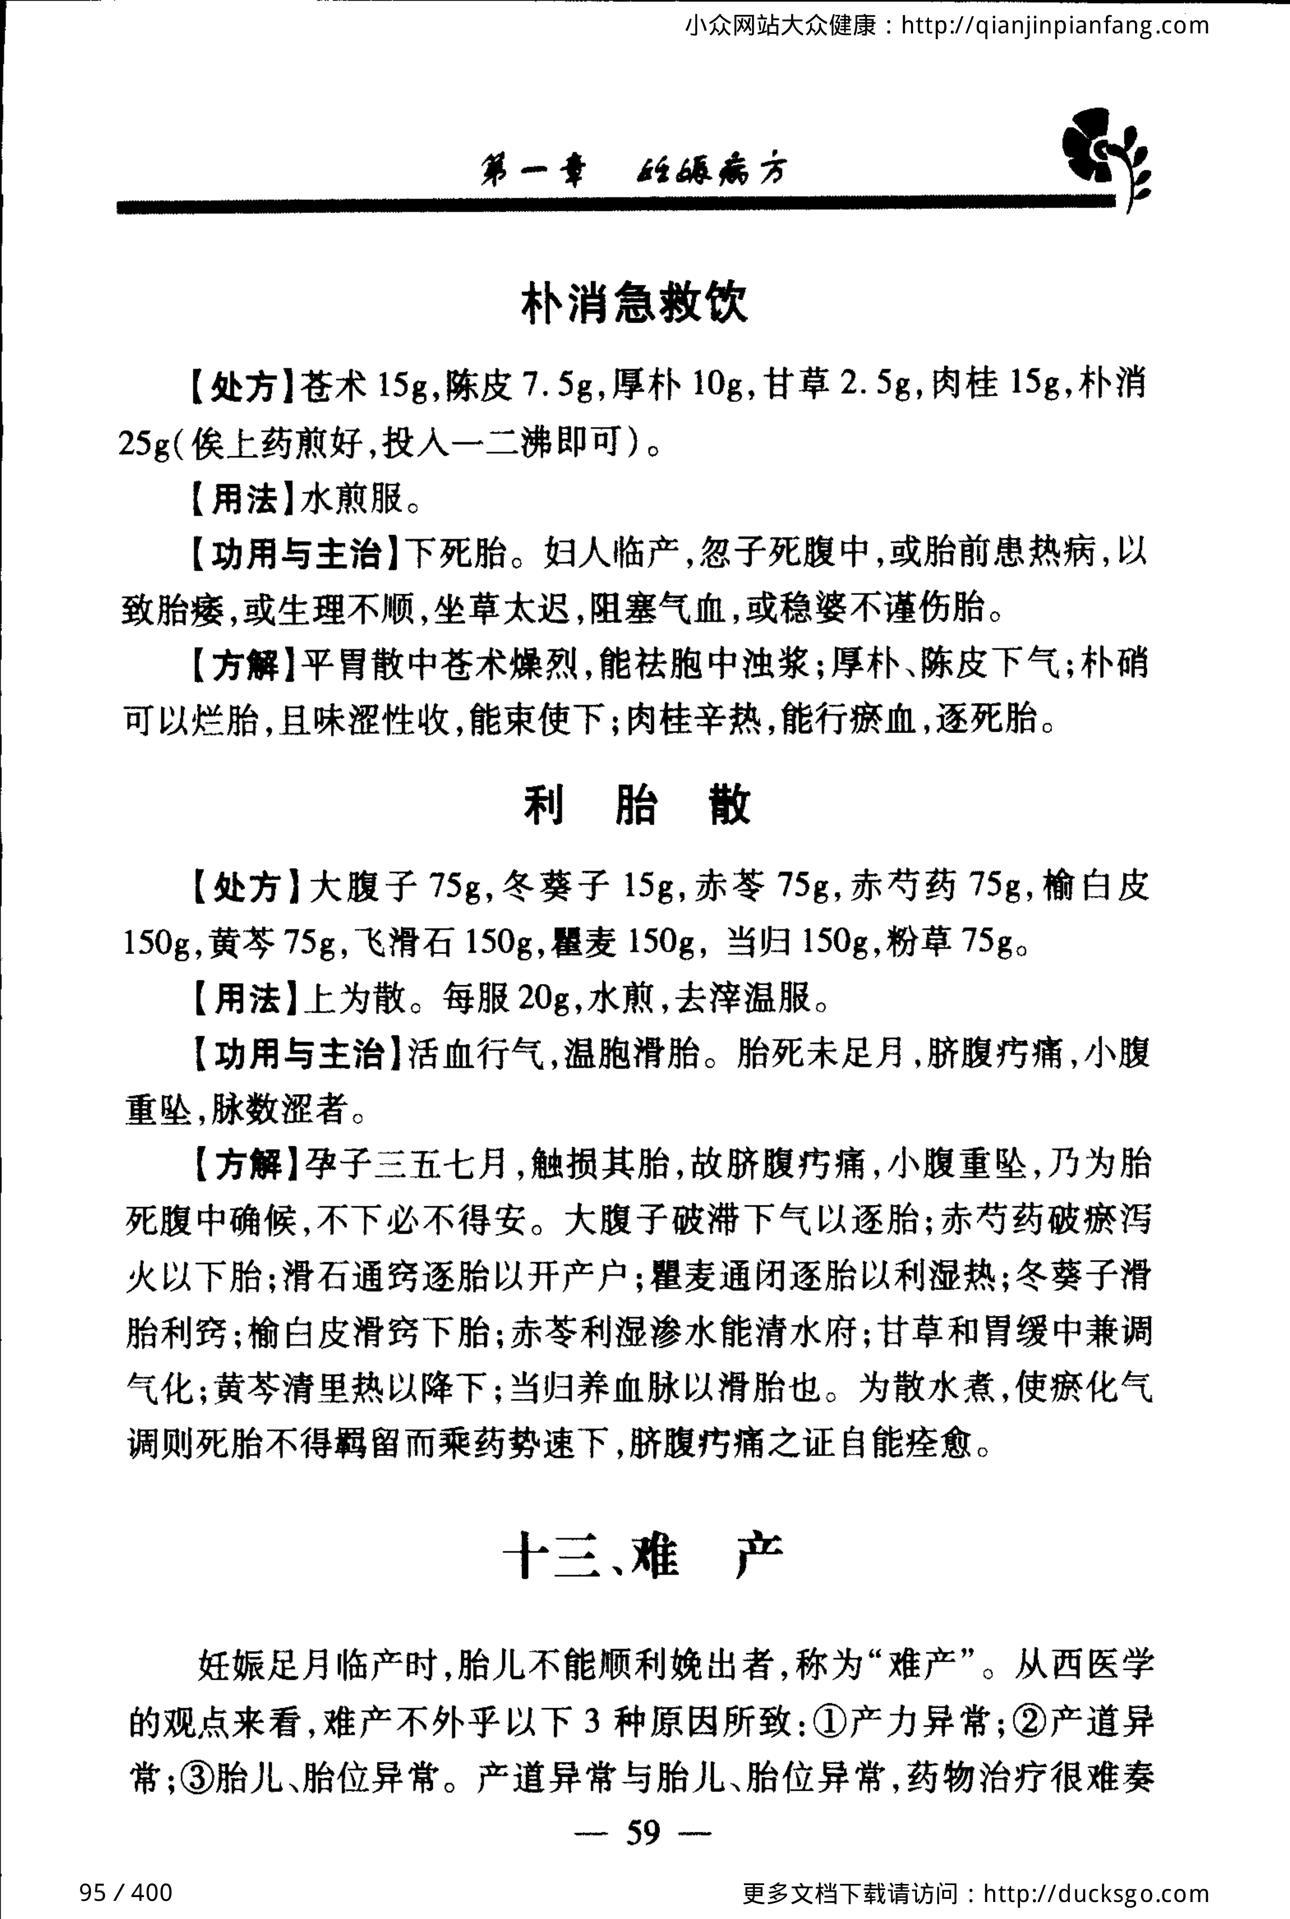 小众网站大众健康：http://qianjinpianfang.com
第一章　妊娠病方
朴消急救饮
【处方】苍术 15g,陈皮 7.5g,厚朴 10g,甘草 2.5g,肉桂 15g,朴消
25g(俟上药煎好,投入一二沸即可)。
【用法】水煎服。
【功用与主治】下死胎。妇人临产,忽子死腹中,或胎前患热病,以
致胎痿,或生理不顺,坐草太迟,阻塞气血,或稳婆不谨伤胎。
【方解】平胃散中苍术燥烈,能祛胞中浊浆;厚朴、陈皮下气;朴硝
可以烂胎,且味涩性收,能束使下;肉桂辛热,能行瘀血,逐死胎。
利　胎　散
【处方】大腹子 75g,冬葵子 15g,赤苓 75g,赤芍药 75g,榆白皮
150g,黄芩 75g,飞滑石 150g,瞿麦 150g, 当归 150g,粉草 75g。
【用法】上为散。每服 20g,水煎,去滓温服。
【功用与主治】活血行气,温胞滑胎。胎死未足月,脐腹疞痛,小腹
重坠,脉数涩者。
【方解】孕子三五七月,触损其胎,故脐腹疞痛,小腹重坠,乃为胎
死腹中确候,不下必不得安。大腹子破滞下气以逐胎;赤芍药破瘀泻
火以下胎;滑石通窍逐胎以开产户;瞿麦通闭逐胎以利湿热;冬葵子滑
胎利窍;榆白皮滑窍下胎;赤苓利湿渗水能清水府;甘草和胃缓中兼调
气化;黄芩清里热以降下;当归养血脉以滑胎也。为散水煮,使瘀化气
调则死胎不得羁留而乘药势速下,脐腹疞痛之证自能痊愈。
十三、难　产
妊娠足月临产时,胎儿不能顺利娩出者,称为“难产”。从西医学
的观点来看,难产不外乎以下 3 种原因所致:①产力异常;②产道异
常;③胎儿、胎位异常。产道异常与胎儿、胎位异常,药物治疗很难奏
— 59 —
95 / 400
更多文档下载请访问：http://ducksgo.com